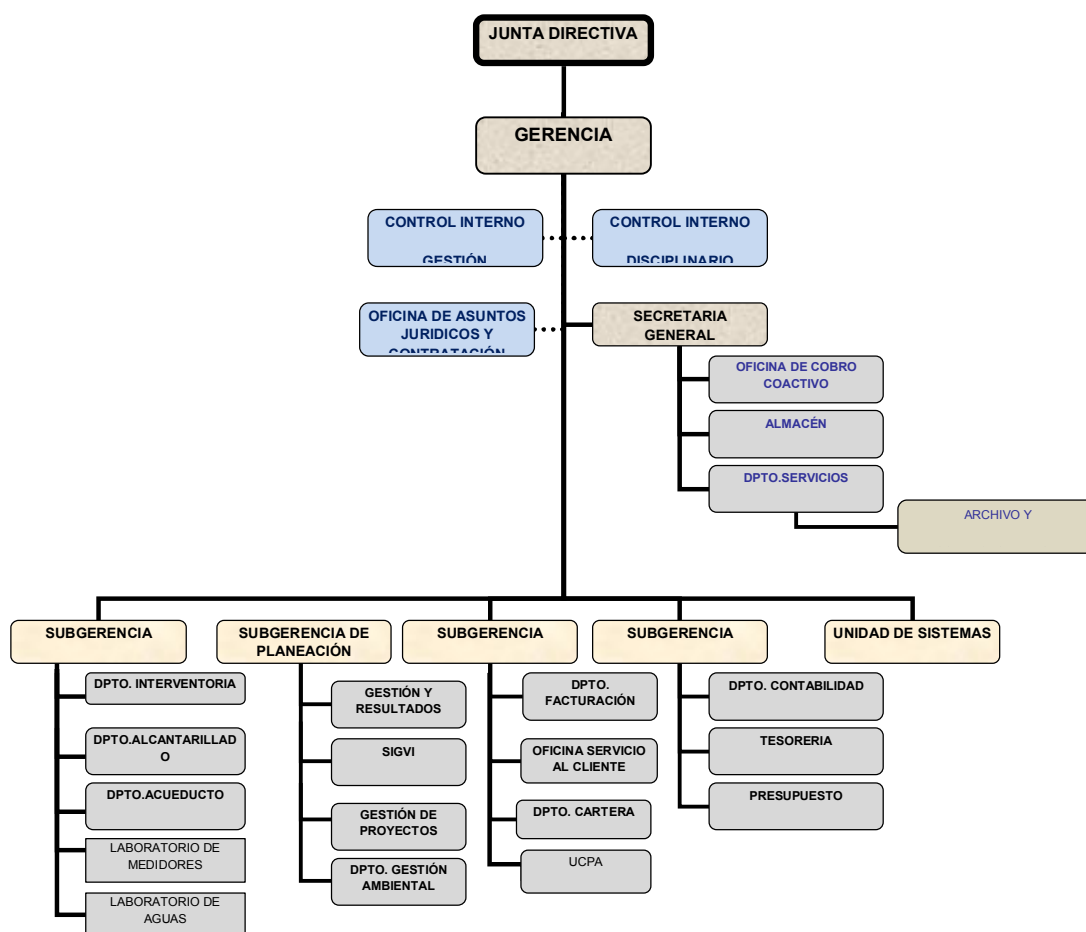 JUNTA DIRECTIVA
GERENCIA
CONTROL INTERNO
GESTIÓN
CONTROL INTERNO
DISCIPLINARIO
OFICINA DE ASUNTOS
JURIDICOS Y
CONTRATACIÓN
SECRETARIA
GENERAL
OFICINA DE COBRO
COACTIVO
ALMACÉN
DPTO.SERVICIOS
ARCHIVO Y
SUBGERENCIA
DPTO. INTERVENTORIA
DPTO.ALCANTARILLAD
O
DPTO.ACUEDUCTO
LABORATORIO DE
MEDIDORES
LABORATORIO DE
AGUAS
SUBGERENCIA DE
PLANEACIÓN
GESTIÓN Y
RESULTADOS
SIGVI
GESTIÓN DE
PROYECTOS
DPTO. GESTIÓN
AMBIENTAL
SUBGERENCIA
DPTO.
FACTURACIÓN
OFICINA SERVICIO
AL CLIENTE
DPTO. CARTERA
UCPA
SUBGERENCIA
DPTO. CONTABILIDAD
TESORERIA
PRESUPUESTO
UNIDAD DE SISTEMAS